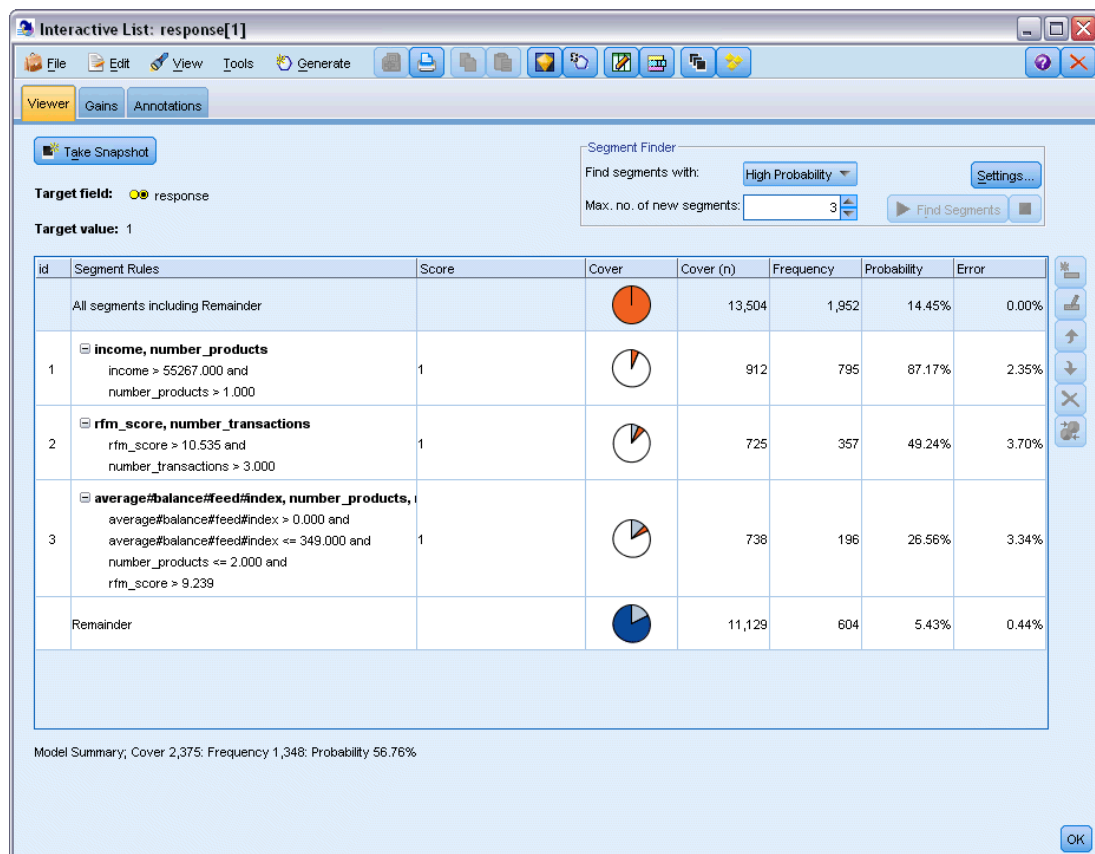 Interactive List: response[1]
File Edit View Tools Generate
Viewer Gains Annotations
Take Snapshot
Segment Finder
Find segments with: High Probability
Settings...
Max. no. of new segments: 3
Find Segments
Target field: response
Target value: 1
id Segment Rules Score Cover Cover (n) Frequency Probability Error
All segments including Remainder 13,504 1,952 14.45% 0.00%
income, number_products
1 income > 55267.000 and 1 912 795 87.17% 2.35%
number_products > 1.000
rfm_score, number_transactions
2 rfm_score > 10.535 and 1 725 357 49.24% 3.70%
number_transactions > 3.000
average#balance#feed#index, number_products,
average#balance#feed#index > 0.000 and
3 average#balance#feed#index <= 349.000 and 1 738 196 26.56% 3.34%
number_products <= 2.000 and
rfm_score > 9.239
Remainder 11,129 604 5.43% 0.44%
Model Summary; Cover 2,375: Frequency 1,348: Probability 56.76%
OK